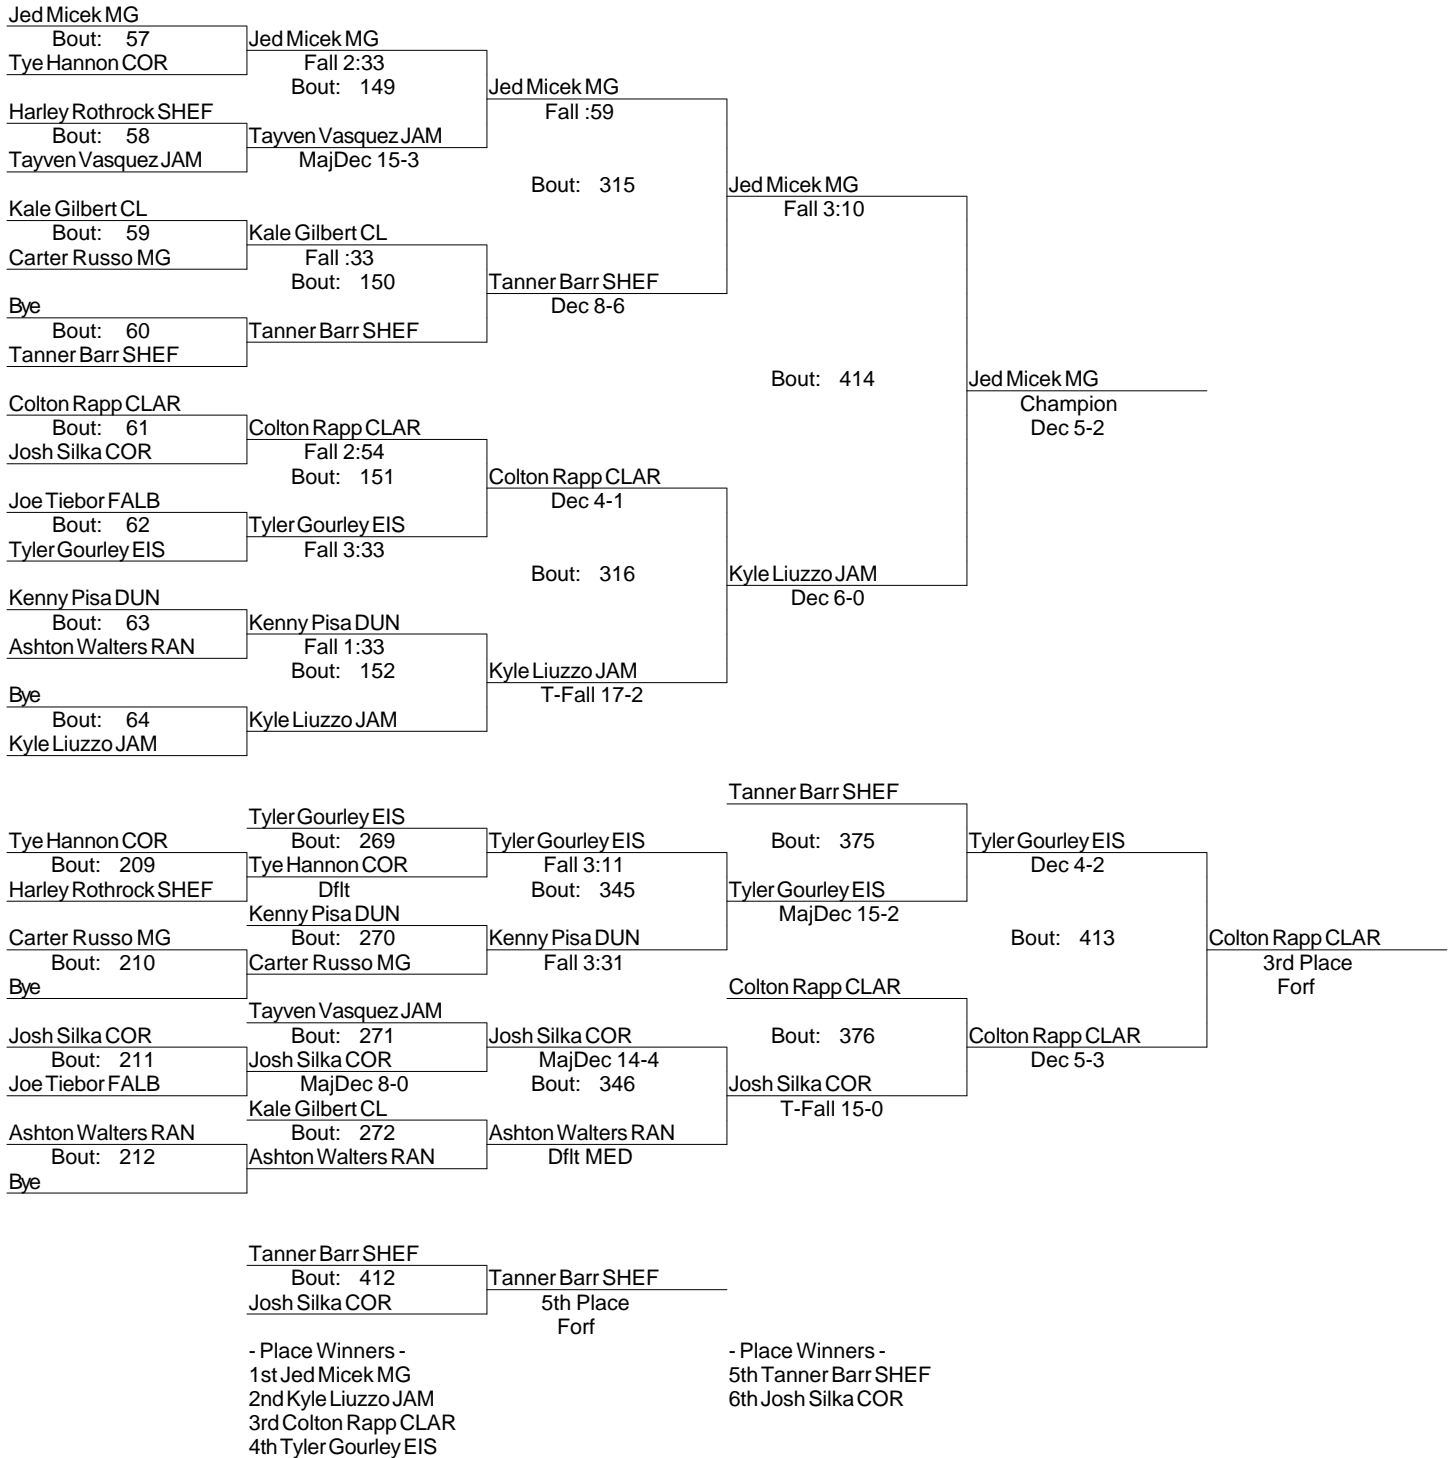 Jed Micek MG
Bout: 57 Jed Micek MG
Tye Hannon COR Fall 2:33
Bout: 149 Jed Micek MG
Harley Rothrock SHEF Fall :59
Bout: 58 Tayven Vasquez JAM
Tayven Vasquez JAM MajDec 15-3
Bout: 315 Jed Micek MG
Kale Gilbert CL Fall 3:10
Bout: 59 Kale Gilbert CL
Carter Russo MG Fall :33
Bout: 150 Tanner Barr SHEF
Bye Dec 8-6
Bout: 60 Tanner Barr SHEF
Tanner Barr SHEF
Bout: 414 Jed Micek MG
Colton Rapp CLAR Champion
Bout: 61 Colton Rapp CLAR Dec 5-2
Josh Silka COR Fall 2:54
Bout: 151 Colton Rapp CLAR
Joe Tiebor FALB Dec 4-1
Bout: 62 Tyler Gourley EIS
Tyler Gourley EIS Fall 3:33
Bout: 316 Kyle Liuzzo JAM
Kenny Pisa DUN Dec 6-0
Bout: 63 Kenny Pisa DUN
Ashton Walters RAN Fall 1:33
Bout: 152 Kyle Liuzzo JAM
Bye T-Fall 17-2
Bout: 64 Kyle Liuzzo JAM
Kyle Liuzzo JAM
Tanner Barr SHEF
Tyler Gourley EIS
Tye Hannon COR Bout: 269 Tyler Gourley EIS Bout: 375 Tyler Gourley EIS
Bout: 209 Tye Hannon COR Fall 3:11 Dec 4-2
Harley Rothrock SHEF Dflt Bout: 345 Tyler Gourley EIS
Kenny Pisa DUN MajDec 15-2
Carter Russo MG Bout: 270 Kenny Pisa DUN Bout: 413 Colton Rapp CLAR
Bout: 210 Carter Russo MG Fall 3:31 3rd Place
Bye Colton Rapp CLAR Forf
Tayven Vasquez JAM
Josh Silka COR Bout: 271 Josh Silka COR Bout: 376 Colton Rapp CLAR
Bout: 211 Josh Silka COR MajDec 14-4 Dec 5-3
Joe Tiebor FALB MajDec 8-0 Bout: 346 Josh Silka COR
Kale Gilbert CL T-Fall 15-0
Ashton Walters RAN Bout: 272 Ashton Walters RAN
Bout: 212 Ashton Walters RAN Dflt MED
Bye
Tanner Barr SHEF
Bout: 412 Tanner Barr SHEF
Josh Silka COR 5th Place
Forf
- Place Winners - - Place Winners -
1st Jed Micek MG 5th Tanner Barr SHEF
2nd Kyle Liuzzo JAM 6th Josh Silka COR
3rd Colton Rapp CLAR
4th Tyler Gourley EIS